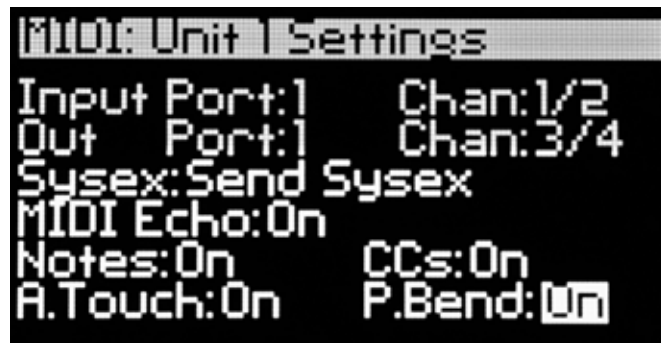 MIDI: Unit 1 Settings
Input Port:1 Chan:1/2
Out Port:1 Chan:3/4
Sysex:Send Sysex
MIDI Echo:On
Notes:On CCs:On
A.Touch:On P.Bend:On